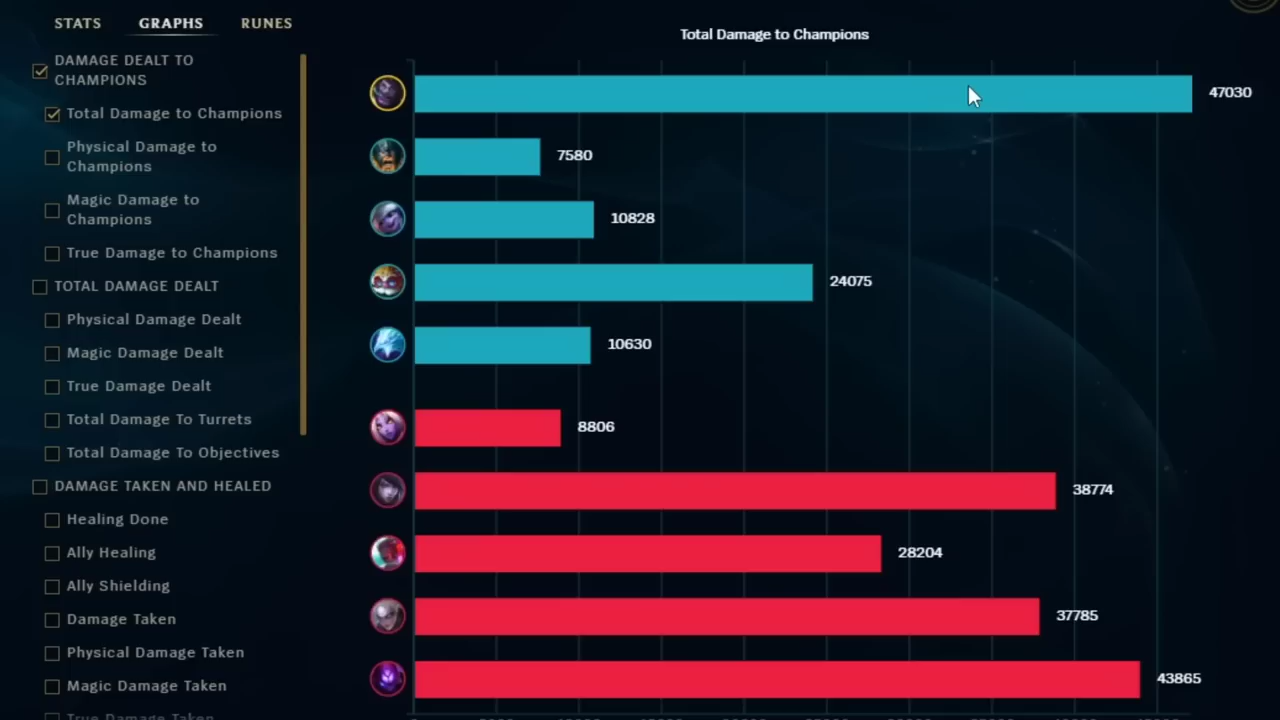 STATS GRAPHS RUNES
Total Damage to Champions
DAMAGE DEALT TO
CHAMPIONS
Total Damage to Champions
Physical Damage to
Champions
Magic Damage to
Champions
True Damage to Champions
TOTAL DAMAGE DEALT
Physical Damage Dealt
Magic Damage Dealt
True Damage Dealt
Total Damage To Turrets
Total Damage To Objectives
DAMAGE TAKEN AND HEALED
Healing Done
Ally Healing
Ally Shielding
Damage Taken
Physical Damage Taken
Magic Damage Taken
True Damage Taken
47030
7580
10828
24075
10630
8806
38774
28204
37785
43865